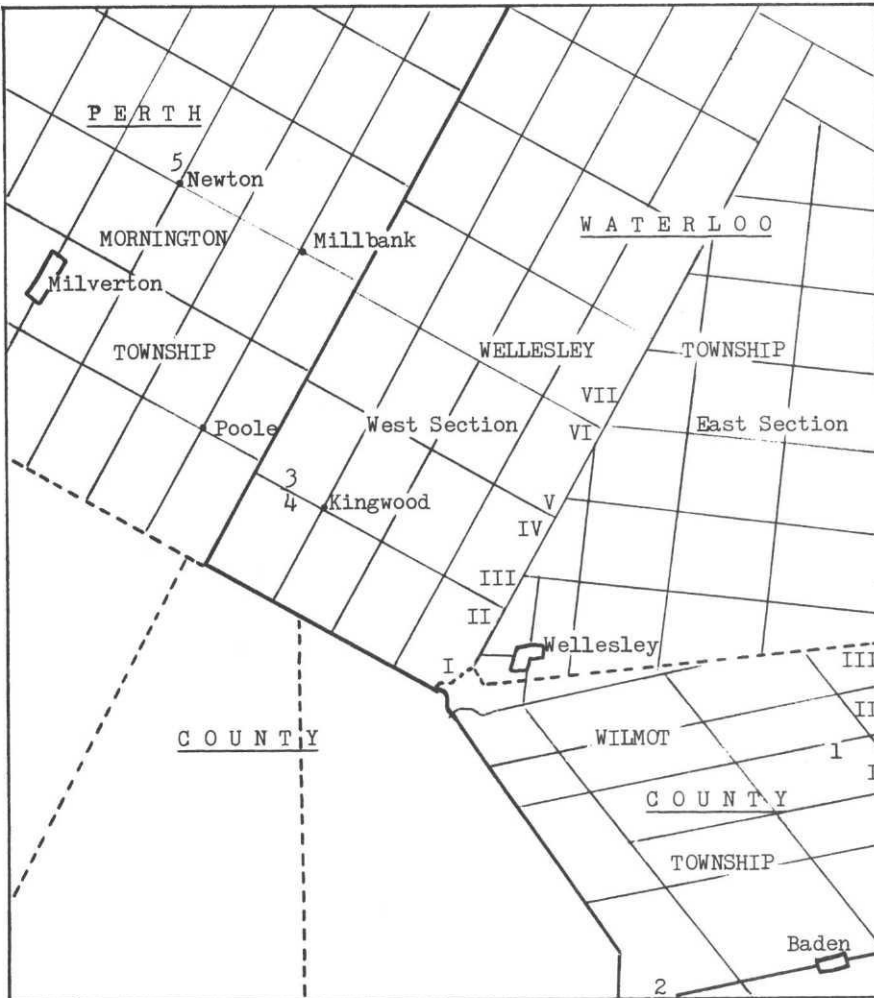 PERTH
5
Newton
WATERLOO
MORNINGTON
Millbank
Milverton
TOWNSHIP
WELLESLEY
TOWNSHIP
VII
Poole
West Section
VI
East Section
3
4
Kingwood
V
IV
III
II
Wellesley
I
III
II
COUNTY
WILMOT
1
I
COUNTY
TOWNSHIP
Baden
2